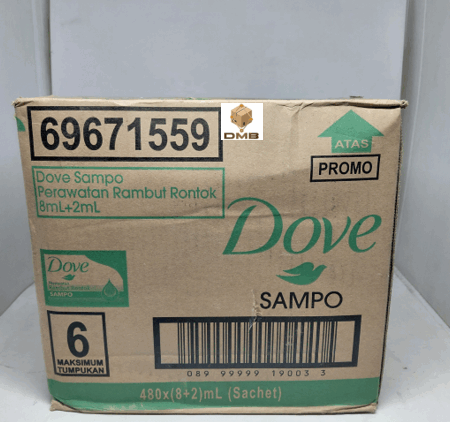 69671559
DMB
ATAS
PROMO
Dove Sampo
Perawatan Rambut Rontok
8mL+2mL
Dove
SAMPO
Dove
SAMPO
6
MAKSIMUM
TUMPUKAN
089 99999 19003 3
480x(8+2)mL (Sachet)